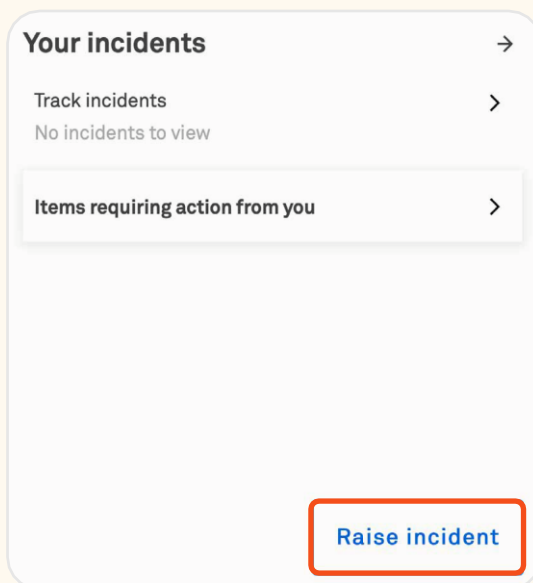 Your incidents
Track incidents
No incidents to view
Items requiring action from you
Raise incident